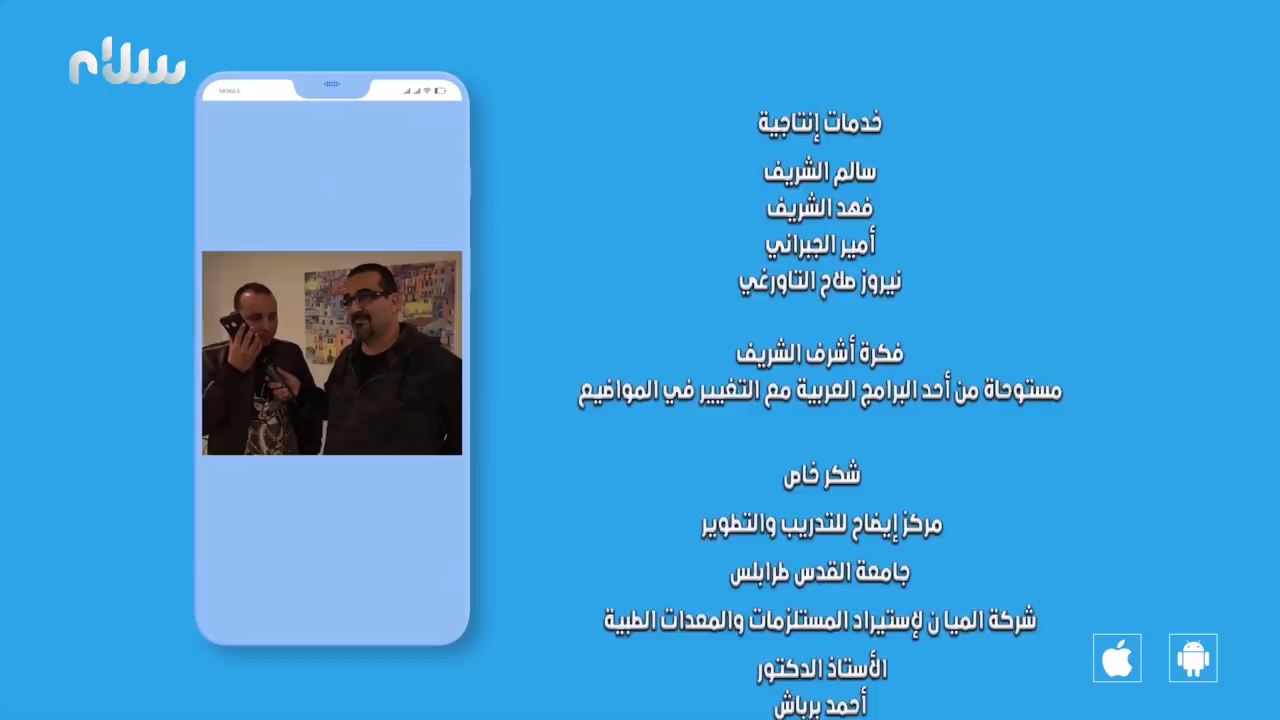 سلام
MOBILE
خدمات إنتاجية
سالم الشريف
فهد الشريف
أمير الجبراني
نيروز صلاح التاورغي
فكرة أشرف الشريف
مستوحاة من أحد البرامج العربية مع التغيير في المواضيع
شكر خاص
مركز إيضاح للتدريب والتطوير
جامعة القدس طرابلس
شركة الميا ن لإستيراد المستلزمات والمعدات الطبية
الأستاذ الدكتور
أحمد برباش